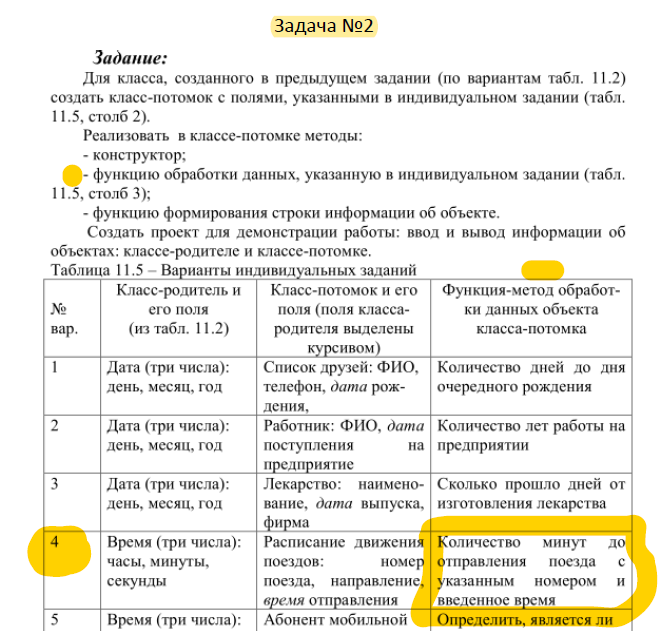 Задача №2
Задание:
Для класса, созданного в предыдущем задании (по вариантам табл. 11.2)
создать класс-потомок с полями, указанными в индивидуальном задании (табл.
11.5, столб 2).
Реализовать в классе-потомке методы:
- конструктор;
- функцию обработки данных, указанную в индивидуальном задании (табл.
11.5, столб 3);
- функцию формирования строки информации об объекте.
Создать проект для демонстрации работы: ввод и вывод информации об
объектах: классе-родителе и классе-потомке.
Таблица 11.5 – Варианты индивидуальных заданий
№
вар.
Класс-родитель и
его поля
(из табл. 11.2)
Класс-потомок и его
поля (поля класса-
родителя выделены
курсивом)
Функция-метод обработ-
ки данных объекта
класса-потомка
1
Дата (три числа):
день, месяц, год
Список друзей: ФИО,
телефон, дата рож-
дения,
Количество дней до дня
очередного рождения
2
Дата (три числа):
день, месяц, год
Работник: ФИО, дата
поступления на
предприятие
Количество лет работы на
предприятии
3
Дата (три числа):
день, месяц, год
Лекарство: наимено-
вание, дата выпуска,
фирма
Сколько прошло дней от
изготовления лекарства
4
Время (три числа):
часы, минуты,
секунды
Расписание движения
поездов: номер
поезда, направление,
время отправления
Количество минут до
отправления поезда с
указанным номером и
введенное время
5
Время (три числа):
Абонент мобильной
Определить, является ли